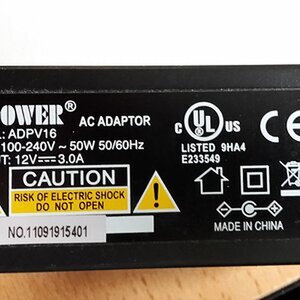 OWER® AC ADAPTOR
L: ADPV16
100-240V ~ 50W 50/60Hz
UT: 12V⎓3.0A
c UL US
LISTED 9HA4
E233549
CE
CAUTION
RISK OF ELECTRIC SHOCK
DO NOT OPEN
NO.11091915401
MADE IN CHINA